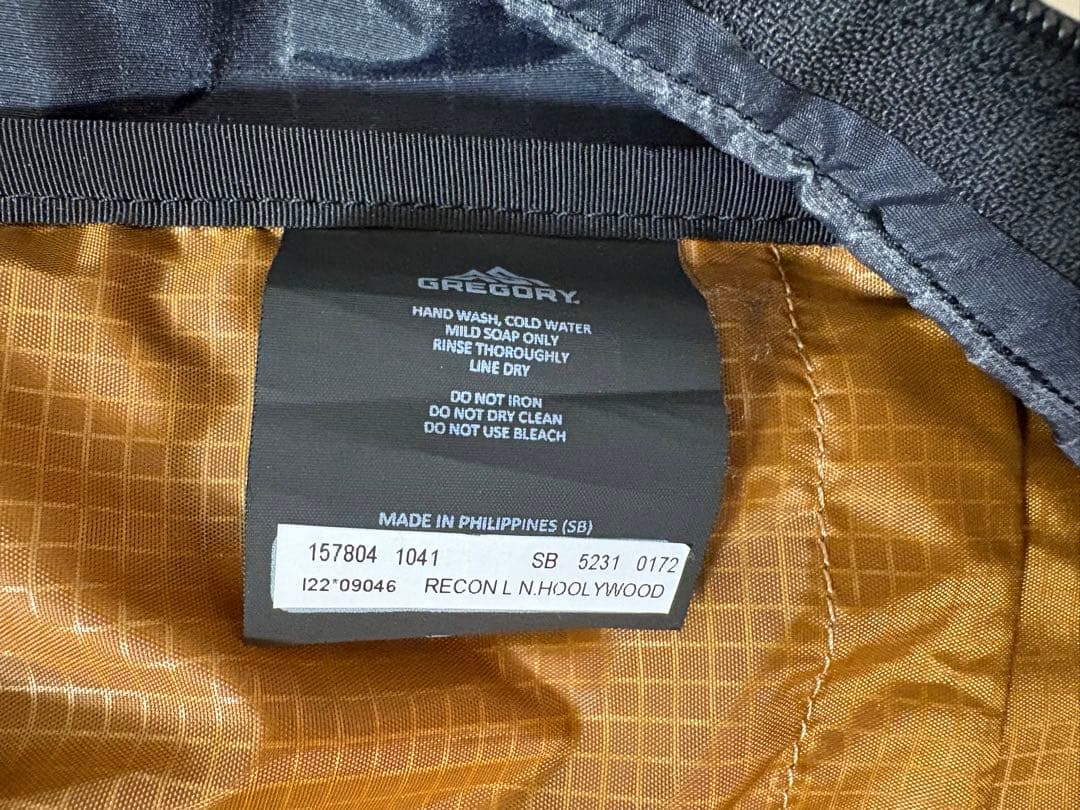 GREGORY
HAND WASH, COLD WATER
MILD SOAP ONLY
RINSE THOROUGHLY
LINE DRY
DO NOT IRON
DO NOT DRY CLEAN
DO NOT USE BLEACH
MADE IN PHILIPPINES (SB)
157804 1041 SB 5231 0172
I22*09046 RECON L N.HOOLYWOOD